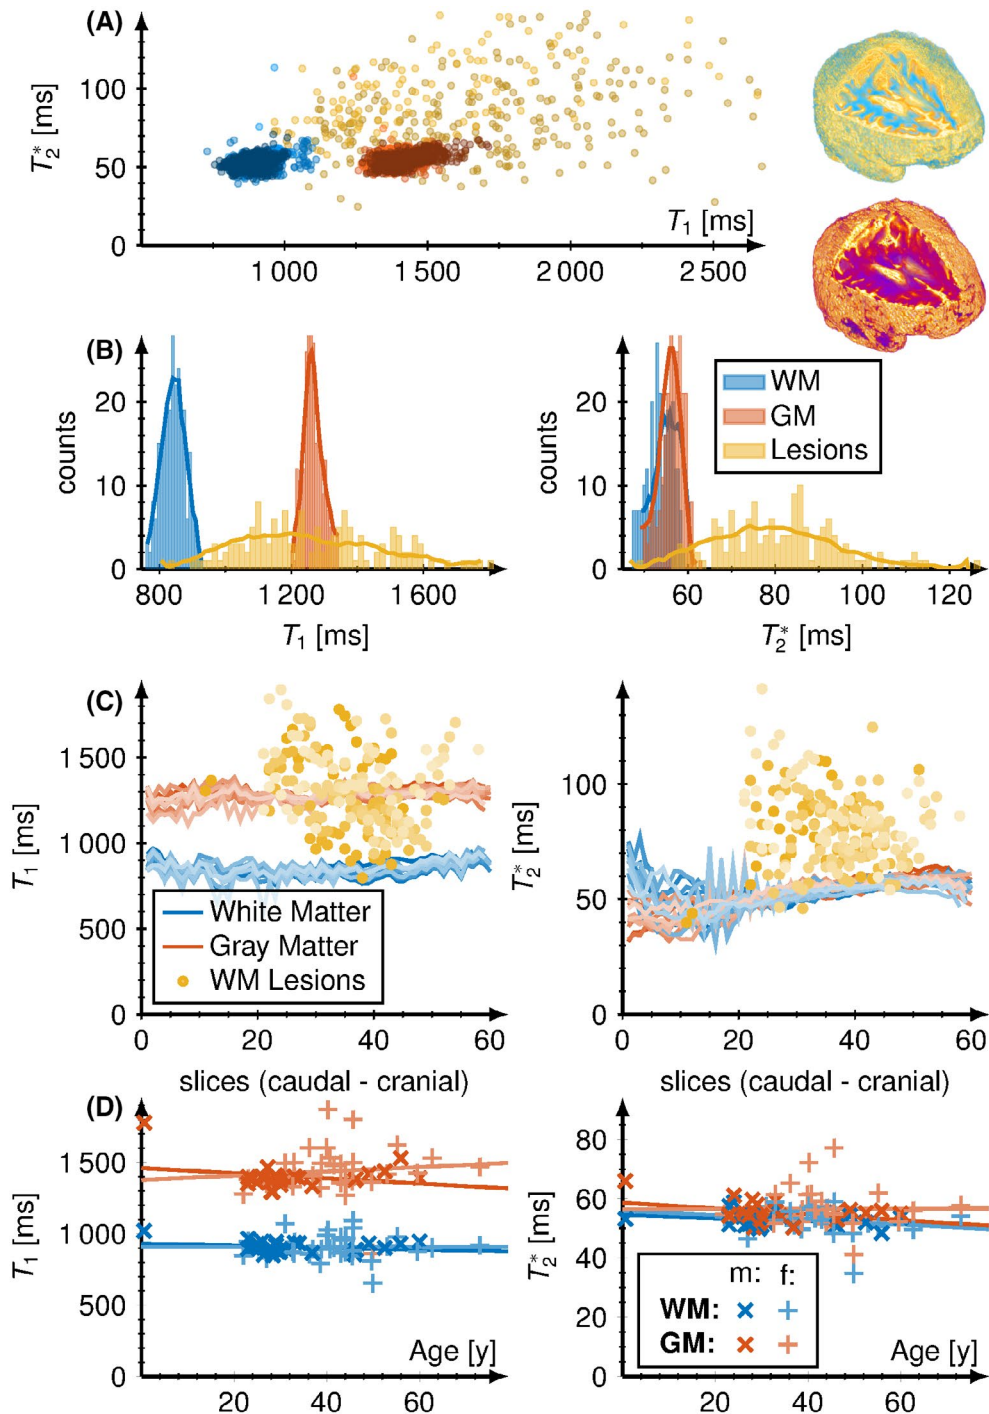 (A)
T₂* [ms]
100
50
0
T₁ [ms]
1 000
1 500
2 000
2 500
(B)
counts
20
10
0
800
1 200
1 600
T₁ [ms]
counts
20
10
0
60
80
100
120
T₂* [ms]
WM
GM
Lesions
(C)
T₁ [ms]
1 500
1 000
500
0
0
20
40
60
slices (caudal - cranial)
White Matter
Gray Matter
WM Lesions
T₂* [ms]
100
50
0
0
20
40
60
slices (caudal - cranial)
(D)
T₁ [ms]
1 500
1 000
500
0
20
40
60
Age [y]
T₂* [ms]
80
60
40
20
0
20
40
60
Age [y]
m: f:
WM:
GM: